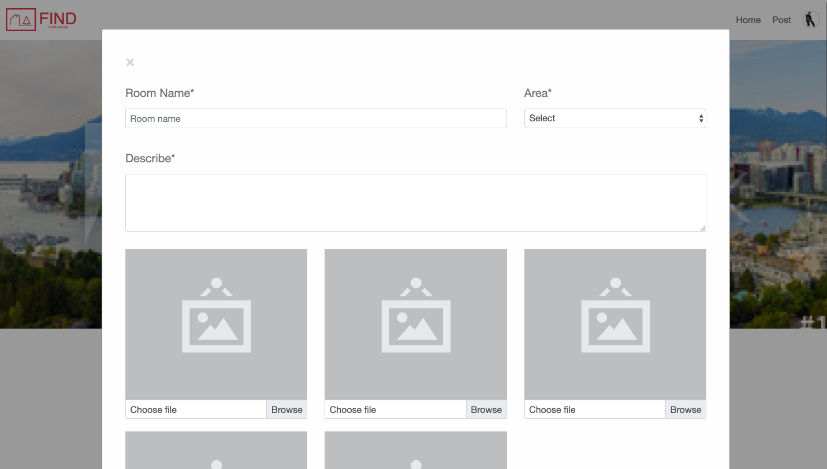 FIND
Home Post
×
Room Name* Area*
Room name Select
Describe*
Choose file Browse Choose file Browse Choose file Browse
#1